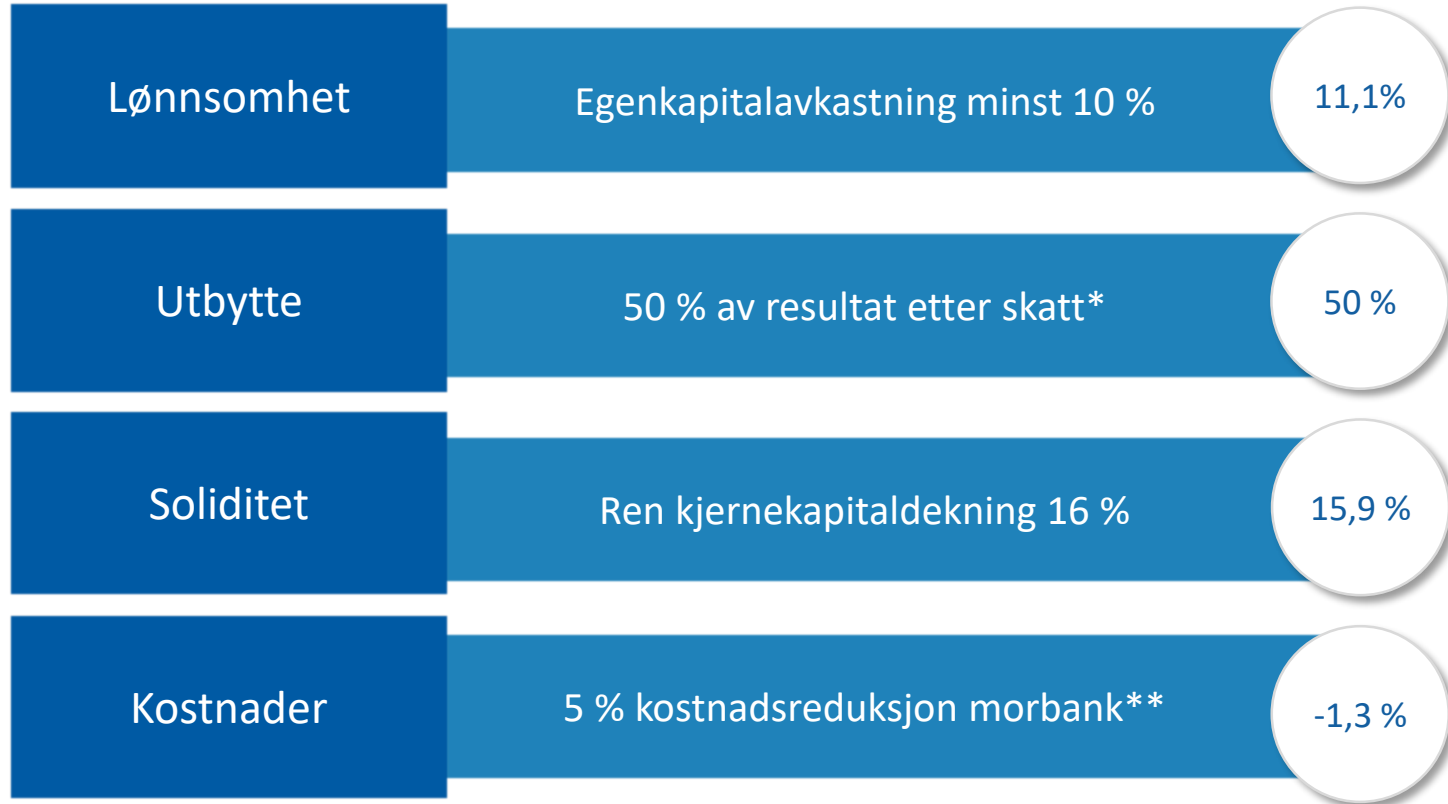 Lønnsomhet
Egenkapitalavkastning minst 10 %
11,1%
Utbytte
50 % av resultat etter skatt*
50 %
Soliditet
Ren kjernekapitaldekning 16 %
15,9 %
Kostnader
5 % kostnadsreduksjon morbank**
-1,3 %